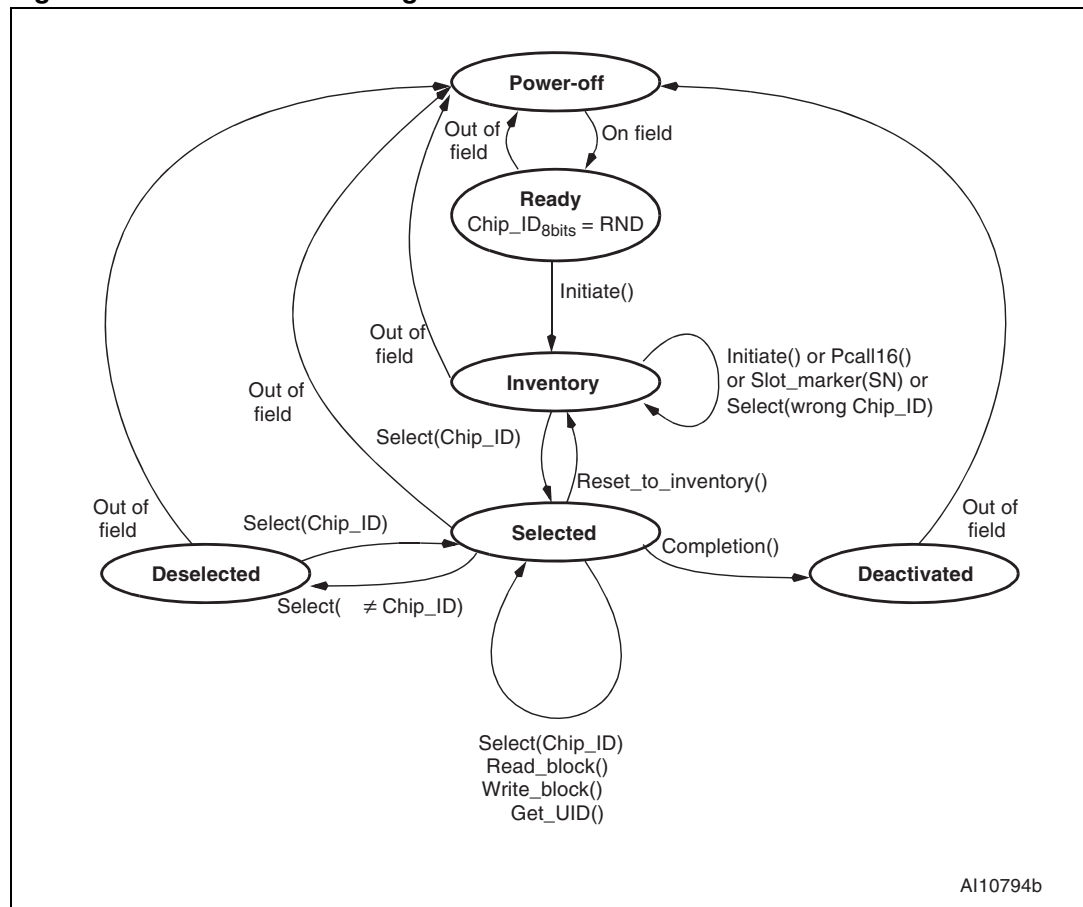 Power-off
Out of
field
On field
Ready
Chip_ID8bits = RND
Initiate()
Out of
field
Inventory
Initiate() or Pcall16()
or Slot_marker(SN) or
Select(wrong Chip_ID)
Out of
field
Select(Chip_ID)
Reset_to_inventory()
Out of
field
Select(Chip_ID)
Selected
Completion()
Out of
field
Deselected
Deactivated
Select( ≠ Chip_ID)
Select(Chip_ID)
Read_block()
Write_block()
Get_UID()
AI10794b